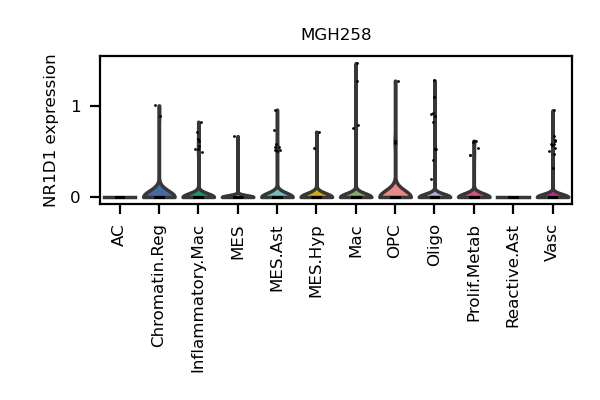 MGH258
NR1D1 expression
1
0
AC
Chromatin.Reg
Inflammatory.Mac
MES
MES.Ast
MES.Hyp
Mac
OPC
Oligo
Prolif.Metab
Reactive.Ast
Vasc